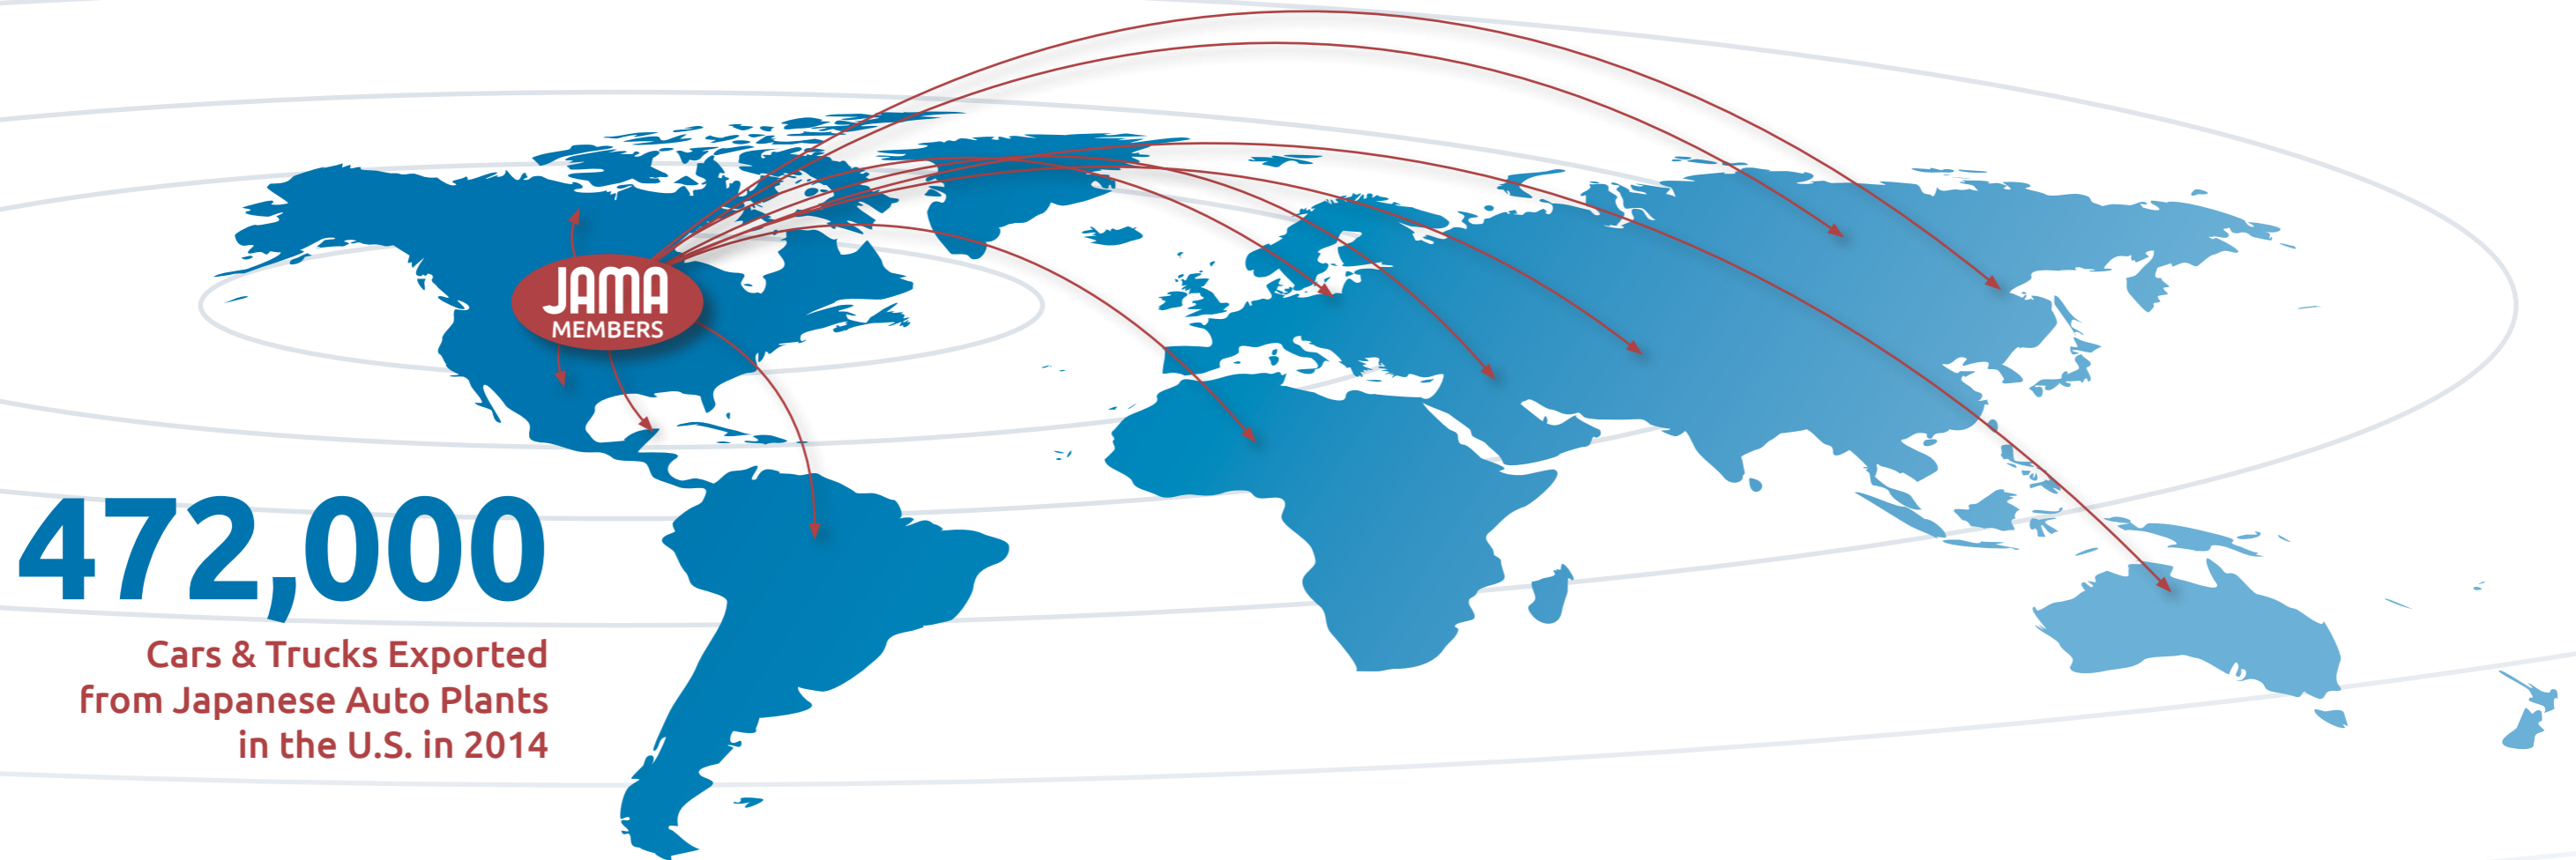 JAMA
MEMBERS
472,000
Cars & Trucks Exported
from Japanese Auto Plants
in the U.S. in 2014